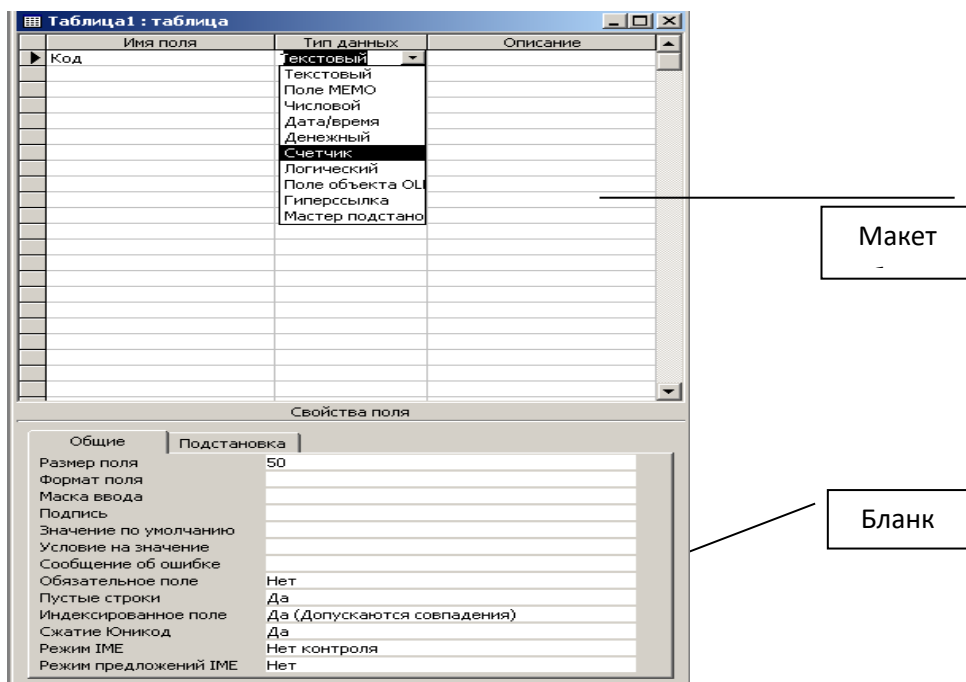 Таблица1 : таблица
Имя поля Тип данных Описание
Код Текстовый
Текстовый
Поле МЕМО
Числовой
Дата/время
Денежный
Счетчик
Логический
Поле объекта OLE
Гиперссылка
Мастер подстано
Макет
Свойства поля
Общие Подстановка
Размер поля 50
Формат поля
Маска ввода
Подпись
Значение по умолчанию
Условие на значение
Сообщение об ошибке
Обязательное поле Нет
Пустые строки Да
Индексированное поле Да (Допускаются совпадения)
Сжатие Юникод Да
Режим IME Нет контроля
Режим предложений IME Нет
Бланк